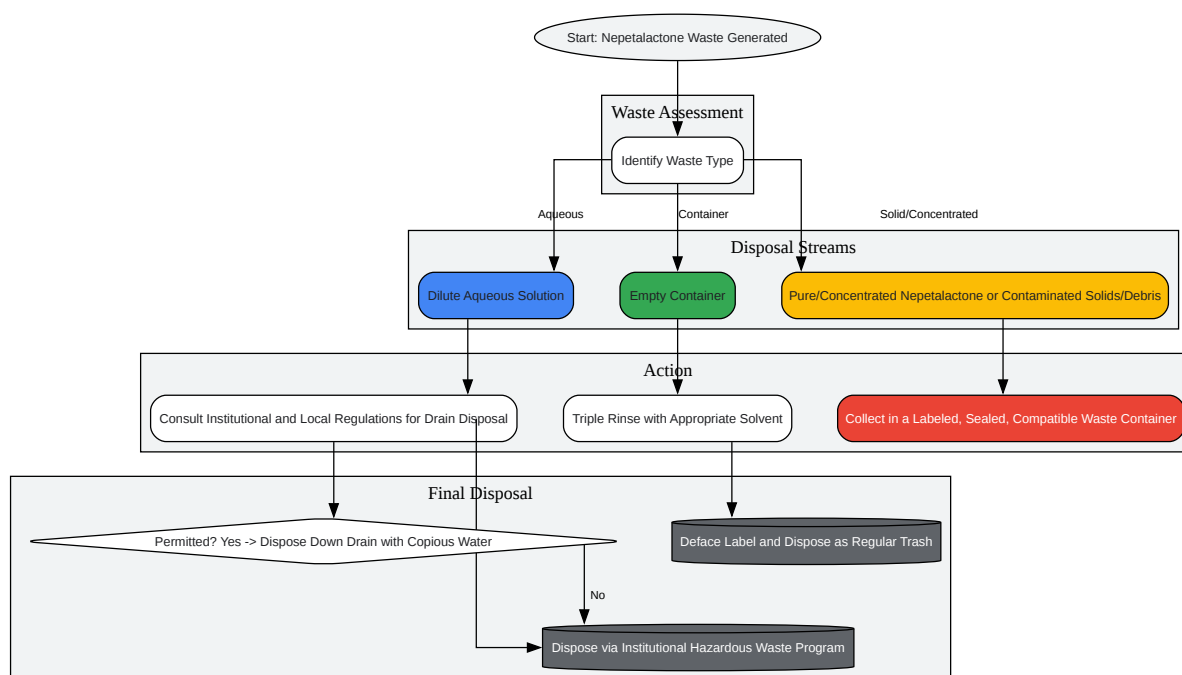 Start: Nepetalactone Waste Generated
Waste Assessment
Identify Waste Type
Aqueous
Container
Solid/Concentrated
Disposal Streams
Dilute Aqueous Solution
Empty Container
Pure/Concentrated Nepetalactone or Contaminated Solids/Debris
Action
Consult Institutional and Local Regulations for Drain Disposal
Triple Rinse with Appropriate Solvent
Collect in a Labeled, Sealed, Compatible Waste Container
Final Disposal
Permitted? Yes -> Dispose Down Drain with Copious Water
Deface Label and Dispose as Regular Trash
No
Dispose via Institutional Hazardous Waste Program